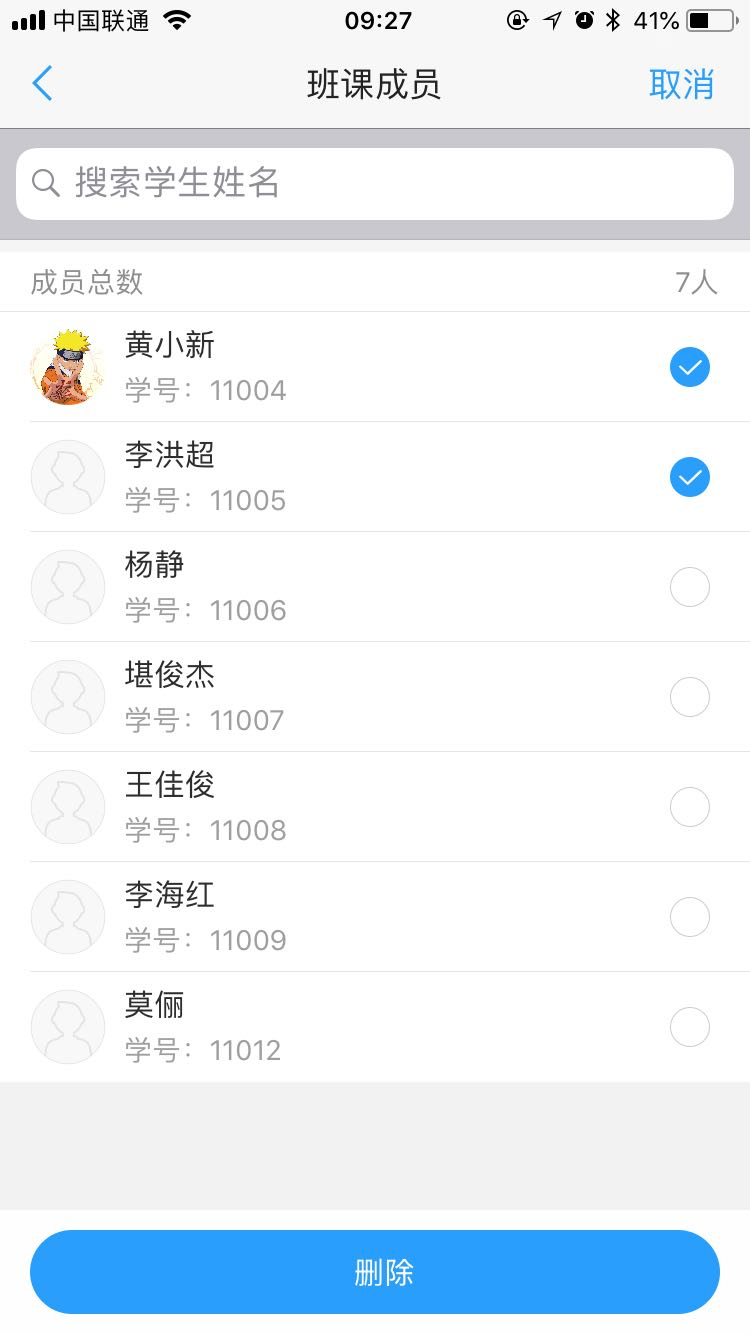 中国联通 09:27 41%
班课成员 取消
搜索学生姓名
成员总数 7人
黄小新
学号：11004
李洪超
学号：11005
杨静
学号：11006
堪俊杰
学号：11007
王佳俊
学号：11008
李海红
学号：11009
莫俪
学号：11012
删除